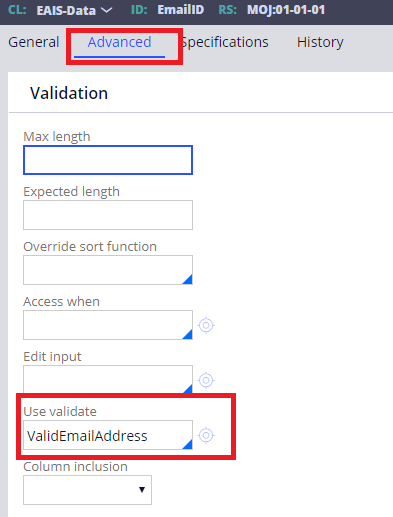 CL: EAIS-Data ID: EmailID RS: MOJ:01-01-01
General Advanced Specifications History
Validation
Max length
Expected length
Override sort function
Access when
Edit input
Use validate
ValidEmailAddress
Column inclusion